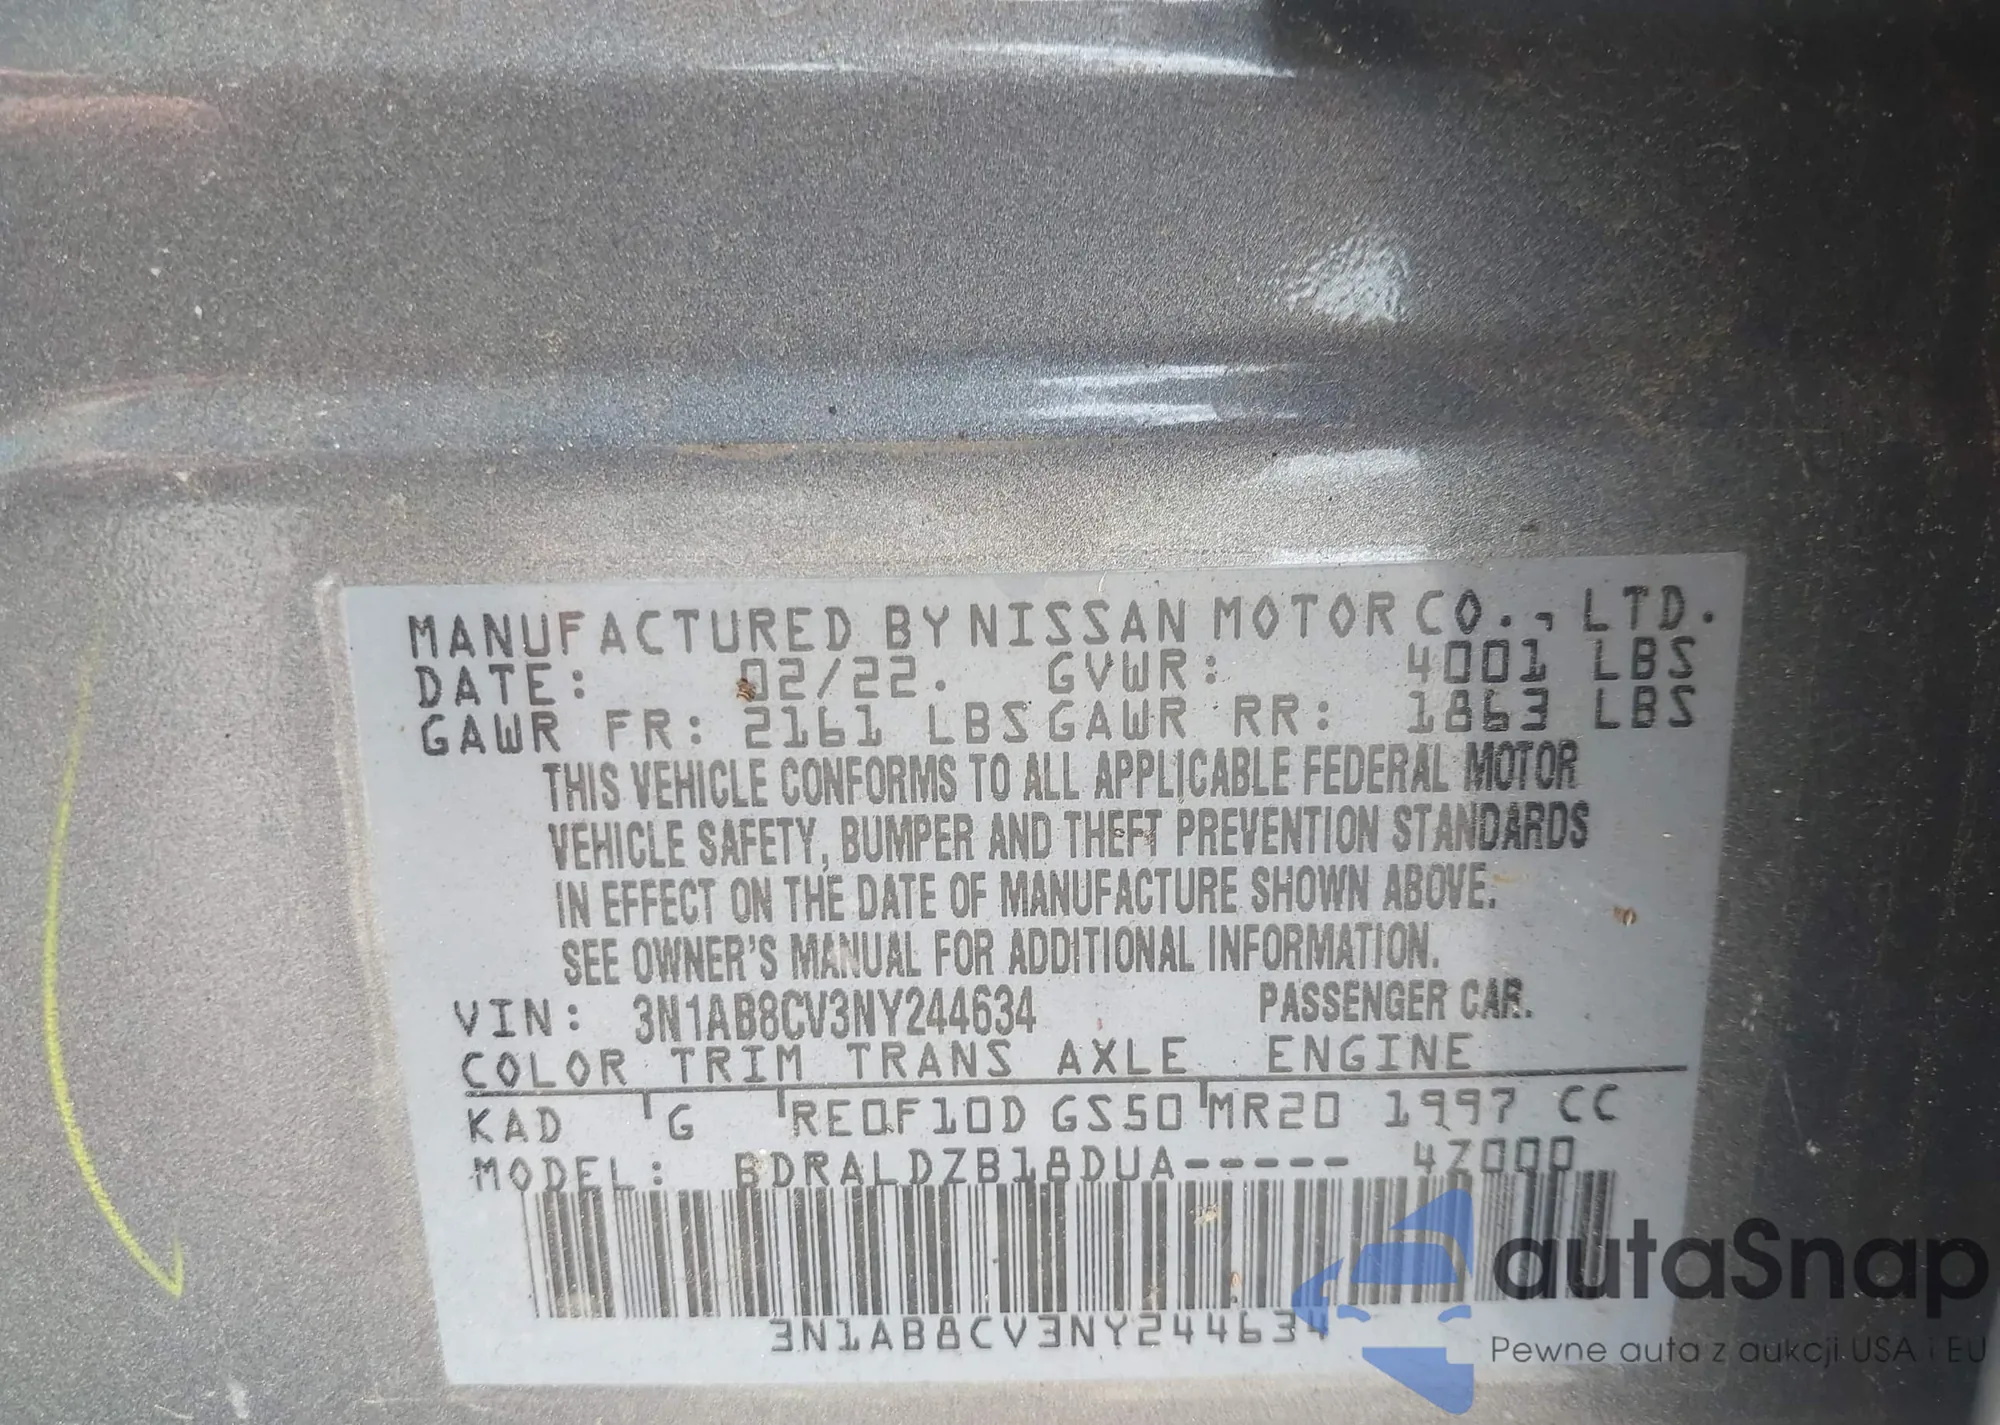 MANUFACTURED BY NISSAN MOTOR CO., LTD.
DATE: 02/22. GVWR: 4001 LBS
GAWR FR: 2161 LBS GAWR RR: 1863 LBS
THIS VEHICLE CONFORMS TO ALL APPLICABLE FEDERAL MOTOR
VEHICLE SAFETY, BUMPER AND THEFT PREVENTION STANDARDS
IN EFFECT ON THE DATE OF MANUFACTURE SHOWN ABOVE.
SEE OWNER'S MANUAL FOR ADDITIONAL INFORMATION.
VIN: 3N1AB8CV3NY244634 PASSENGER CAR.
COLOR TRIM TRANS AXLE ENGINE
KAD G RE0F10D GS50 MR20 1997 CC
MODEL: BDRALDZB18DUA----- 4Z000
3N1AB8CV3NY244634
autaSnap
Pewne auta z aukcji USA i EU